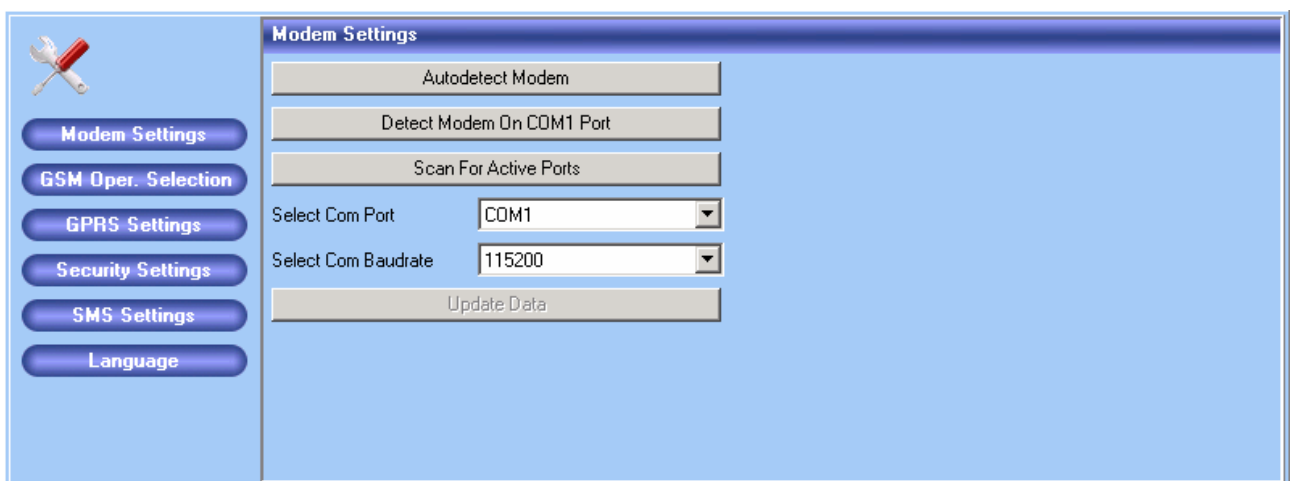 Modem Settings
GSM Oper. Selection
GPRS Settings
Security Settings
SMS Settings
Language
Modem Settings
Autodetect Modem
Detect Modem On COM1 Port
Scan For Active Ports
Select Com Port COM1
Select Com Baudrate 115200
Update Data